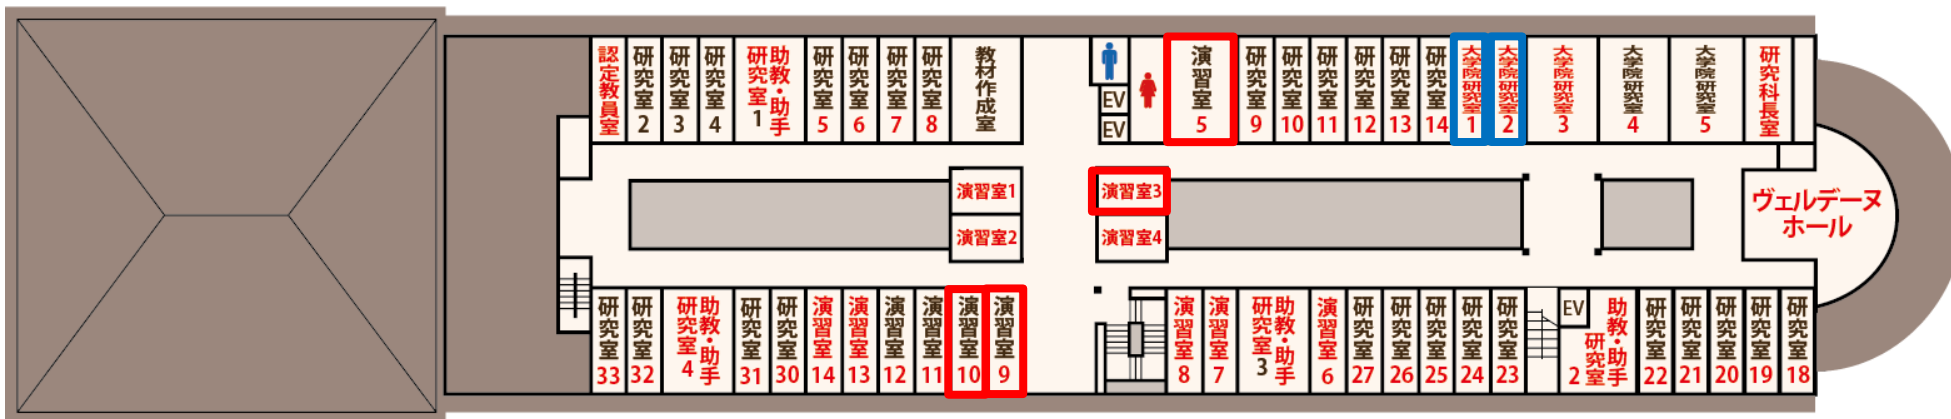 認定教員室
研究室2
研究室3
研究室4
助教・助手研究室1
研究室5
研究室6
研究室7
研究室8
教材作成室
EV
EV
演習室5
研究室9
研究室10
研究室11
研究室12
研究室13
研究室14
大学院研究室1
大学院研究室2
大学院研究室3
大学院研究室4
大学院研究室5
研究科長室
演習室1
演習室2
演習室3
演習室4
ヴェルデーヌ
ホール
研究室33
研究室32
助教・助手研究室4
研究室31
研究室30
演習室14
演習室13
演習室12
演習室11
演習室10
演習室9
演習室8
演習室7
助教・助手研究室3
演習室6
研究室27
研究室26
研究室25
研究室24
研究室23
EV
助教・助手研究室2
研究室22
研究室21
研究室20
研究室19
研究室18